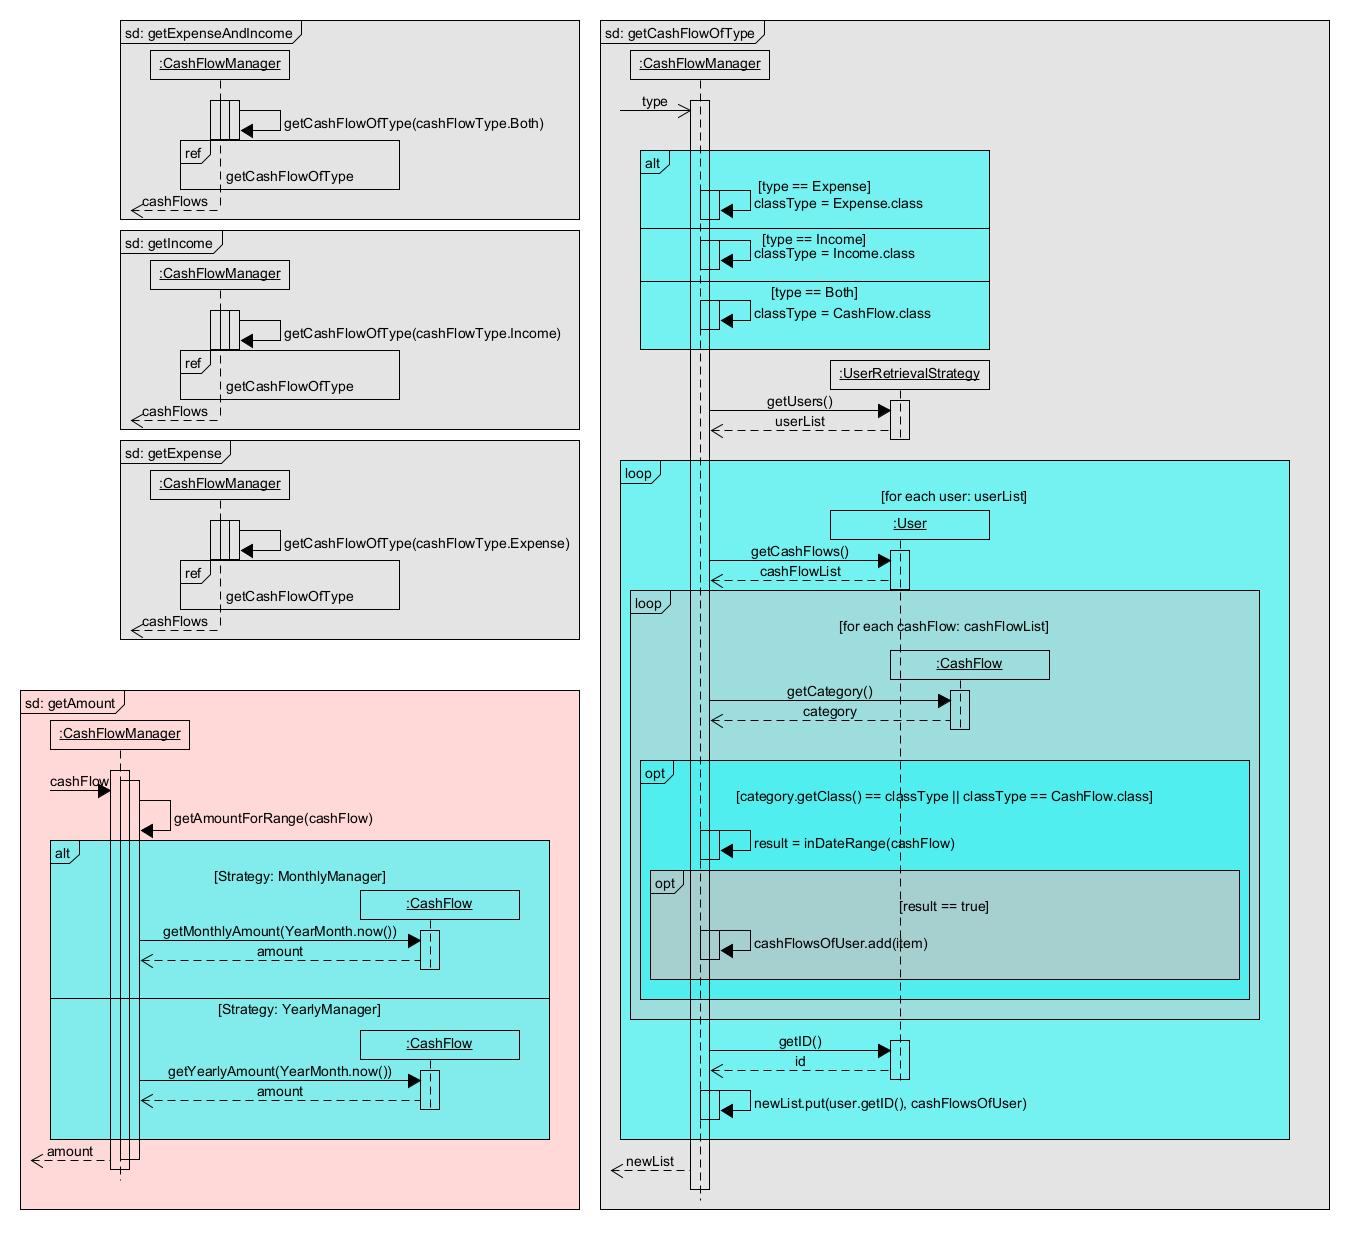 sd: getExpenseAndIncome
:CashFlowManager
getCashFlowOfType(cashFlowType.Both)
ref
getCashFlowOfType
cashFlows
sd: getIncome
:CashFlowManager
getCashFlowOfType(cashFlowType.Income)
ref
getCashFlowOfType
cashFlows
sd: getExpense
:CashFlowManager
getCashFlowOfType(cashFlowType.Expense)
ref
getCashFlowOfType
cashFlows
sd: getAmount
:CashFlowManager
cashFlow
getAmountForRange(cashFlow)
alt
[Strategy: MonthlyManager]
:CashFlow
getMonthlyAmount(YearMonth.now())
amount
[Strategy: YearlyManager]
:CashFlow
getYearlyAmount(YearMonth.now())
amount
amount
sd: getCashFlowOfType
:CashFlowManager
type
alt
[type == Expense]
classType = Expense.class
[type == Income]
classType = Income.class
[type == Both]
classType = CashFlow.class
:UserRetrievalStrategy
getUsers()
userList
loop
[for each user: userList]
:User
getCashFlows()
cashFlowList
loop
[for each cashFlow: cashFlowList]
:CashFlow
getCategory()
category
opt
[category.getClass() == classType || classType == CashFlow.class]
result = inDateRange(cashFlow)
opt
[result == true]
cashFlowsOfUser.add(item)
getID()
id
newList.put(user.getID(), cashFlowsOfUser)
newList